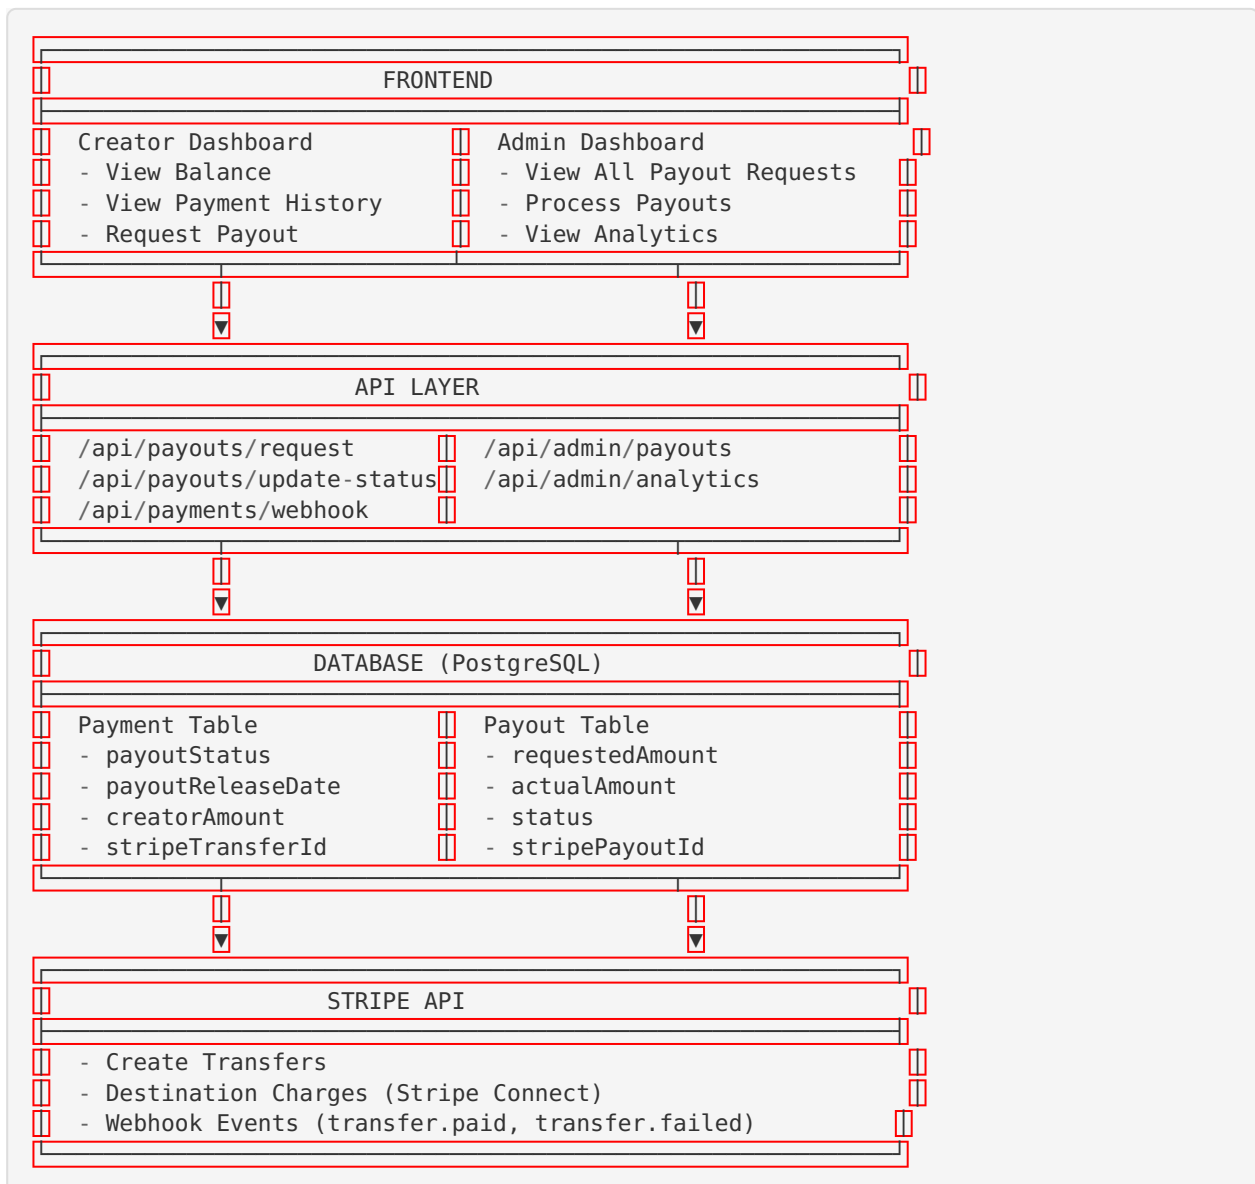 FRONTEND
Creator Dashboard Admin Dashboard
- View Balance - View All Payout Requests
- View Payment History - Process Payouts
- Request Payout - View Analytics
▼ ▼
API LAYER
/api/payouts/request /api/admin/payouts
/api/payouts/update-status /api/admin/analytics
/api/payments/webhook
▼ ▼
DATABASE (PostgreSQL)
Payment Table Payout Table
- payoutStatus - requestedAmount
- payoutReleaseDate - actualAmount
- creatorAmount - status
- stripeTransferId - stripePayoutId
▼ ▼
STRIPE API
- Create Transfers
- Destination Charges (Stripe Connect)
- Webhook Events (transfer.paid, transfer.failed)